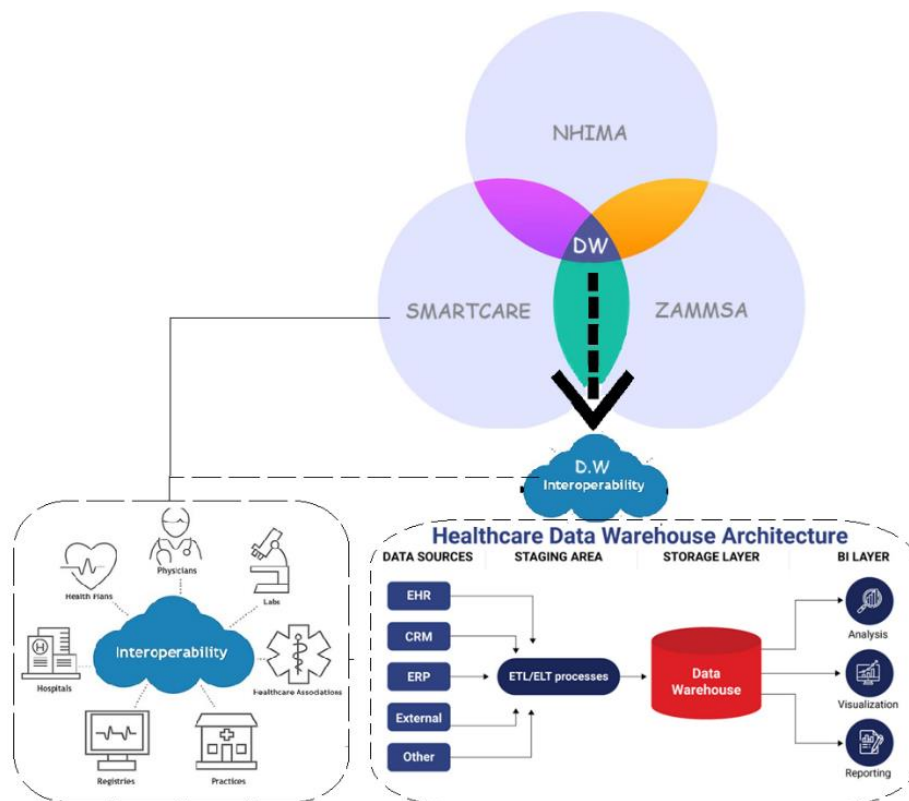 NHIMA
DW
SMARTCARE
ZAMMSA
D.W
Interoperability
Physicians
Health Plans
Labs
Interoperability
Hospitals
Healthcare Associations
Registries
Practices
Healthcare Data Warehouse Architecture
DATA SOURCES
STAGING AREA
STORAGE LAYER
BI LAYER
EHR
CRM
ERP
External
Other
ETL/ELT processes
Data
Warehouse
Analysis
Visualization
Reporting